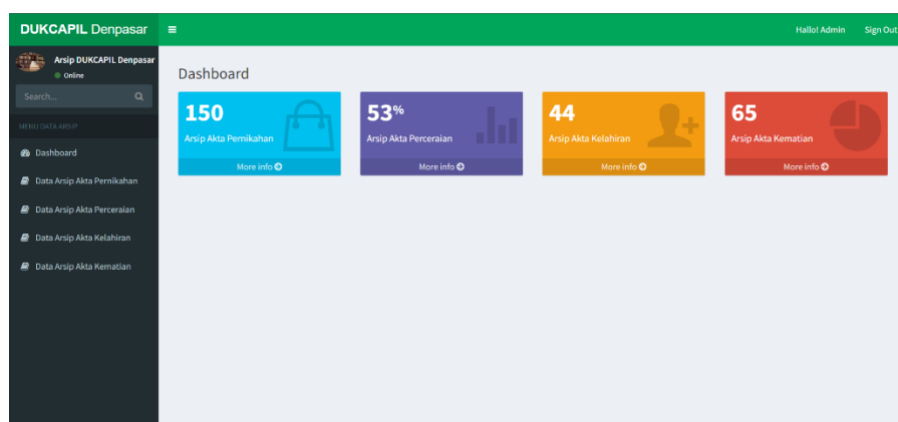 DUKCAPIL Denpasar
Hallo! Admin
Sign Out
Arsip DUKCAPIL Denpasar
Online
Search...
MENU DATA ARSIP
Dashboard
Data Arsip Akta Pernikahan
Data Arsip Akta Perceraian
Data Arsip Akta Kelahiran
Data Arsip Akta Kematian
Dashboard
150
Arsip Akta Pernikahan
More info
53%
Arsip Akta Perceraian
More info
44
Arsip Akta Kelahiran
More info
65
Arsip Akta Kematian
More info